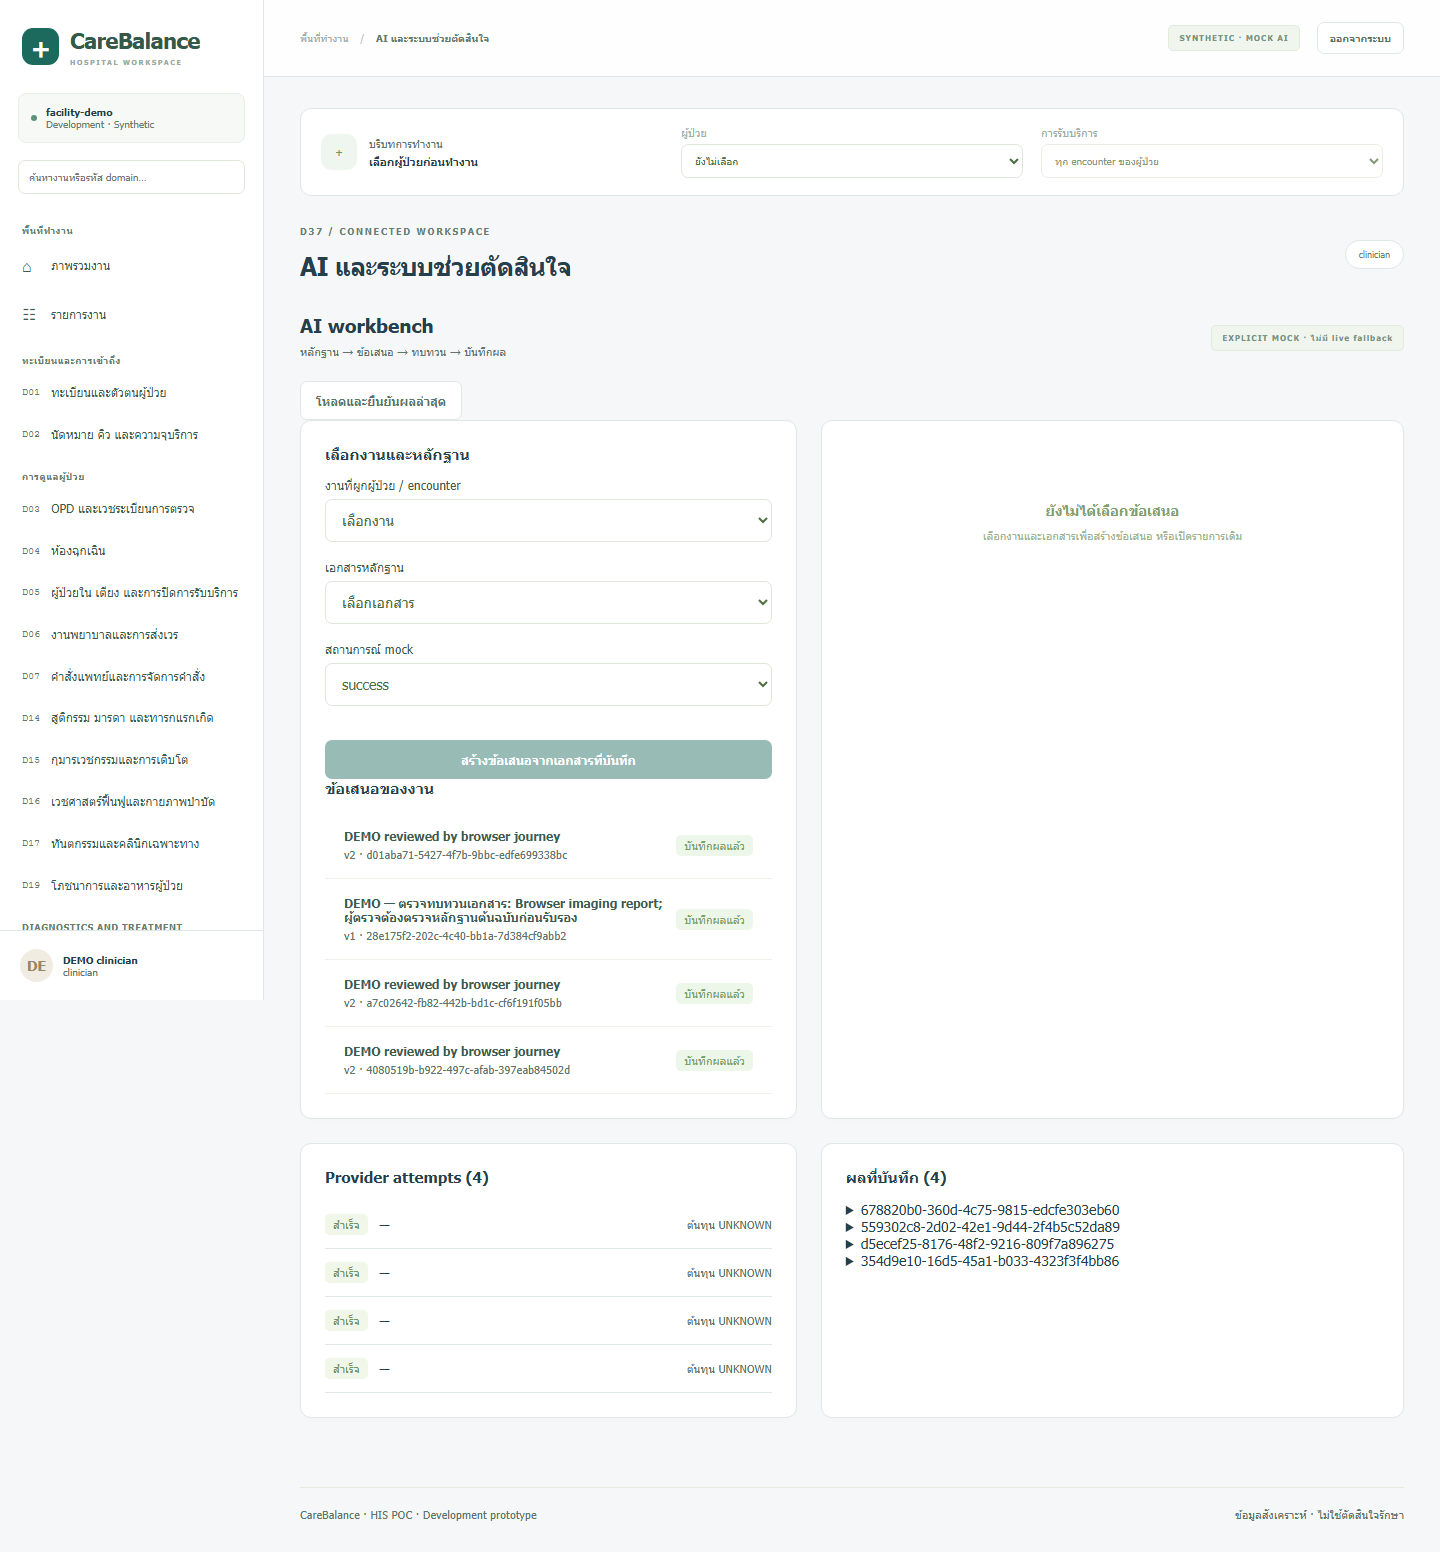 CareBalance
HOSPITAL WORKSPACE
facility-demo
Development · Synthetic
ค้นหางานหรือรหัส domain...
พื้นที่ทำงาน
ภาพรวมงาน
รายการงาน
ทะเบียนและการเข้าถึง
D01 ทะเบียนและตัวตนผู้ป่วย
D02 นัดหมาย คิว และความจุบริการ
การดูแลผู้ป่วย
D03 OPD และเวชระเบียนการตรวจ
D04 ห้องฉุกเฉิน
D05 ผู้ป่วยใน เตียง และการปิดการรับบริการ
D06 งานพยาบาลและการส่งเวร
D07 คำสั่งแพทย์และการจัดการคำสั่ง
D14 สูติกรรม มารดา และทารกแรกเกิด
D15 กุมารเวชกรรมและการเติบโต
D16 เวชศาสตร์ฟื้นฟูและกายภาพบำบัด
D17 ทันตกรรมและคลินิกเฉพาะทาง
D19 โภชนาการและอาหารผู้ป่วย
DIAGNOSTICS AND TREATMENT
DE
DEMO clinician
clinician
พื้นที่ทำงาน / AI และระบบช่วยตัดสินใจ
SYNTHETIC · MOCK AI
ออกจากระบบ
+
บริบทการทำงาน
เลือกผู้ป่วยก่อนทำงาน
ผู้ป่วย
ยังไม่เลือก
การรับบริการ
ทุก encounter ของผู้ป่วย
D37 / CONNECTED WORKSPACE
AI และระบบช่วยตัดสินใจ
clinician
AI workbench
หลักฐาน → ข้อเสนอ → ทบทวน → บันทึกผล
EXPLICIT MOCK · ไม่มี live fallback
โหลดและยืนยันผลล่าสุด
เลือกงานและหลักฐาน
งานที่ผูกผู้ป่วย / encounter
เลือกงาน
เอกสารหลักฐาน
เลือกเอกสาร
สถานการณ์ mock
success
สร้างข้อเสนอจากเอกสารที่บันทึก
ข้อเสนอของงาน
DEMO reviewed by browser journey
v2 · d01aba71-5427-4f7b-9bbc-edfe699338bc
บันทึกผลแล้ว
DEMO — ตรวจทบทวนเอกสาร: Browser imaging report;
ผู้ตรวจต้องตรวจหลักฐานต้นฉบับก่อนรับรอง
v1 · 28e175f2-202c-4c40-bb1a-7d384cf9abb2
บันทึกผลแล้ว
DEMO reviewed by browser journey
v2 · a7c02642-fb82-442b-bd1c-cf6f191f05bb
บันทึกผลแล้ว
DEMO reviewed by browser journey
v2 · 4080519b-b922-497c-afab-397eab84502d
บันทึกผลแล้ว
ยังไม่ได้เลือกข้อเสนอ
เลือกงานและเอกสารเพื่อสร้างข้อเสนอ หรือเปิดรายการเดิม
Provider attempts (4)
สำเร็จ — ต้นทุน UNKNOWN
สำเร็จ — ต้นทุน UNKNOWN
สำเร็จ — ต้นทุน UNKNOWN
สำเร็จ — ต้นทุน UNKNOWN
ผลที่บันทึก (4)
678820b0-360d-4c75-9815-edcfe303eb60
559302c8-2d02-42e1-9d44-2f4b5c52da89
d5ecef25-8176-48f2-9216-809f7a896275
354d9e10-16d5-45a1-b033-4323f3f4bb86
CareBalance · HIS POC · Development prototype
ข้อมูลสังเคราะห์ · ไม่ใช้ตัดสินใจรักษา